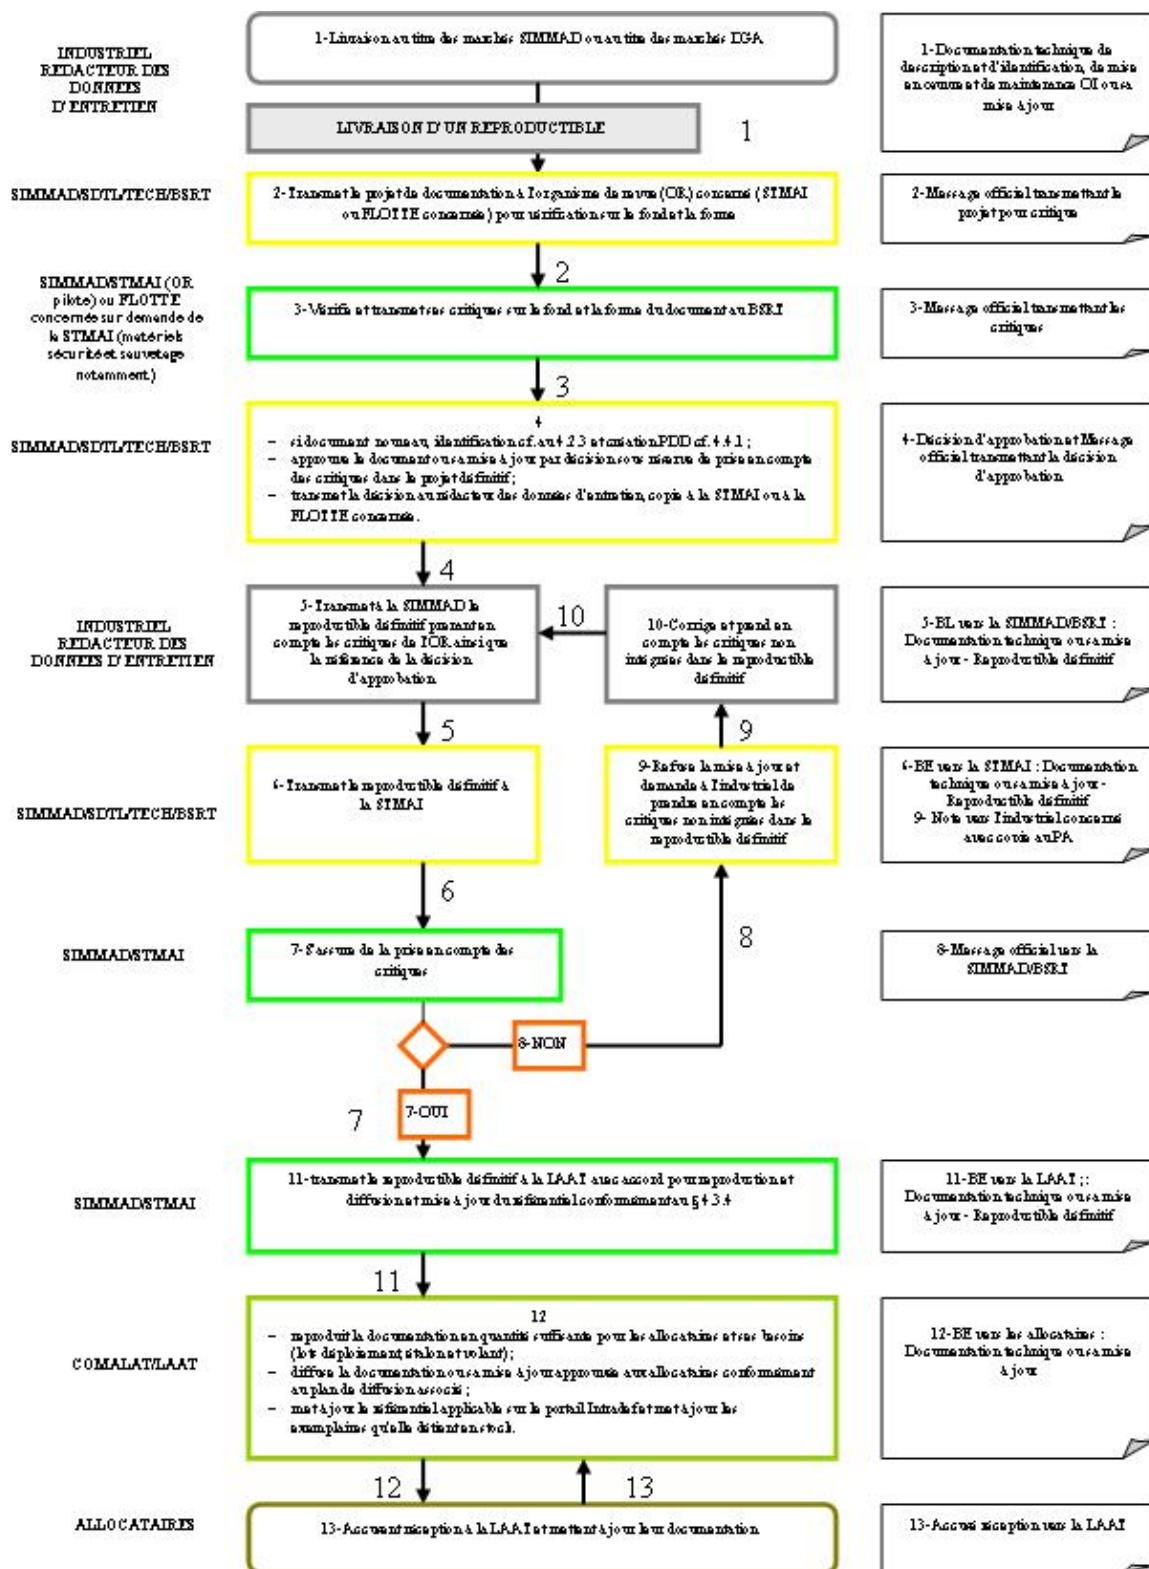 INDUSTRIEL
REDACTEUR DES
DONNEES
D'ENTRETIEN
1-Livraison au titre des marchés SIMMAD ou au titre des marchés DGA
LIVRAISON D'UN REPRODUCTIBLE
1
1-Documentation technique de
description et d'identification, de mise
en oeuvre et de maintenance OI ou sa
mise à jour
SIMMAD/SDTL/TECH/BSRT
2-Transmet le projet de documentation à l'organisme de revue (OR) concerné (STMAI
ou FLOTTE concernée) pour vérification sur le fond et la forme
2-Message officiel transmettant le
projet pour critique
2
SIMMAD/STMAI (OR
pilote) ou FLOTTE
concernée sur demande de
la STMAI (matériels
sécurité et sauvetage
notamment.)
3-Vérifie et transmet ses critiques sur le fond et la forme du document au BSRT
3-Message officiel transmettant les
critiques
3
SIMMAD/SDTL/TECH/BSRT
4
– si document nouveau, identification cf. au 4.2.3 et création PDD cf. 4.4.1 ;
– approuve le document ou sa mise à jour par décision sous réserve de prise en compte
des critiques dans le projet définitif ;
– transmet la décision au rédacteur des données d'entretien, copie à la STMAI ou à la
FLOTTE concernée.
4-Décision d'approbation et Message
officiel transmettant la décision
d'approbation
4
INDUSTRIEL
REDACTEUR DES
DONNEES D'ENTRETIEN
5-Transmet à la SIMMAD le
reproductible définitif prenant en
compte les critiques de l'OR ainsi que
la référence de la décision
d'approbation
10
10-Corrige et prend en
compte les critiques non
intégrées dans le reproductible
définitif
5-BL vers la SIMMAD/BSRT :
Documentation technique ou sa mise
à jour - Reproductible définitif
5
9
SIMMAD/SDTL/TECH/BSRT
6-Transmet le reproductible définitif à
la STMAI
9-Refuse la mise à jour et
demande à l'industriel de
prendre en compte les
critiques non intégrées dans le
reproductible définitif
6-BE vers la STMAI : Documentation
technique ou sa mise à jour -
Reproductible définitif
9- Note vers l'industriel concerné
avec copie au PA
6
8
SIMMAD/STMAI
7-S'assure de la prise en compte des
critiques
8-Message officiel vers la
SIMMAD/BSRT
8-NON
7-OUI
7
SIMMAD/STMAI
11-transmet le reproductible définitif à la LAAT avec accord pour reproduction et
diffusion et mise à jour du référentiel conformément au § 4.3.4
11-BE vers la LAAT ; :
Documentation technique ou sa mise
à jour - Reproductible définitif
11
COMALAT/LAAT
12
– reproduit la documentation en quantité suffisante pour les allocataires et ses besoins
(lots déploiement, étalon et volant) ;
– diffuse la documentation ou sa mise à jour approuvée aux allocataires conformément
au plan de diffusion associé ;
– met à jour le référentiel applicable sur le portail Intradef et met à jour les
exemplaires qu'elle détient en stock.
12-BE vers les allocataires :
Documentation technique ou sa mise
à jour
12
13
ALLOCATAIRES
13-Accusent réception à la LAAT et mettent à jour leur documentation
13-Accusé réception vers la LAAT